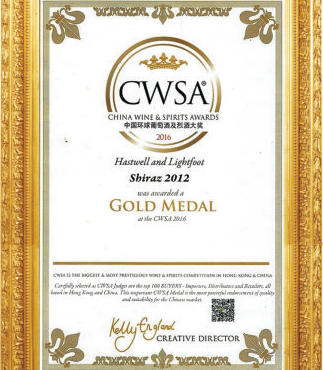 CWSA®
CHINA WINE & SPIRITS AWARDS
中国环球葡萄酒及烈酒大奖
2016
Hastwell and Lightfoot
Shiraz 2012
was awarded a
GOLD MEDAL
at the CWSA 2016
CWSA IS THE BIGGEST & MOST PRESTIGIOUS WINE & SPIRITS COMPETITION IN HONG KONG & CHINA
Carefully selected as CWSA Judges are the top 100 BUYERS - Importers, Distributors and Retailers, all
based in Hong Kong and China. This important CWSA Medal is the most powerful endorsement of quality
and suitability for the Chinese market.
Kelly England
CREATIVE DIRECTOR